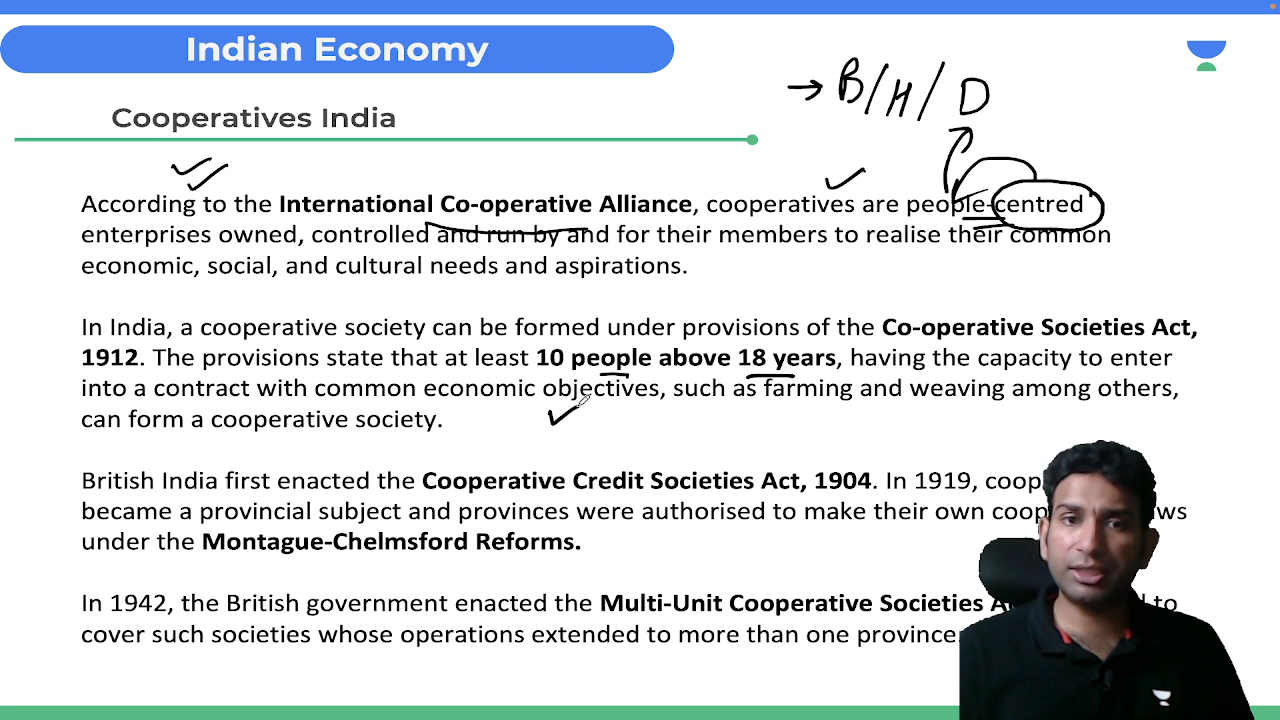 Indian Economy
→ B/H/D
Cooperatives India
According to the International Co-operative Alliance, cooperatives are people-centred
enterprises owned, controlled and run by and for their members to realise their common
economic, social, and cultural needs and aspirations.
In India, a cooperative society can be formed under provisions of the Co-operative Societies Act,
1912. The provisions state that at least 10 people above 18 years, having the capacity to enter
into a contract with common economic objectives, such as farming and weaving among others,
can form a cooperative society.
British India first enacted the Cooperative Credit Societies Act, 1904. In 1919,
became a provincial subject and provinces were authorised to make their own
under the Montague-Chelmsford Reforms.
In 1942, the British government enacted the Multi-Unit Cooperative Societies to
cover such societies whose operations extended to more than one province.